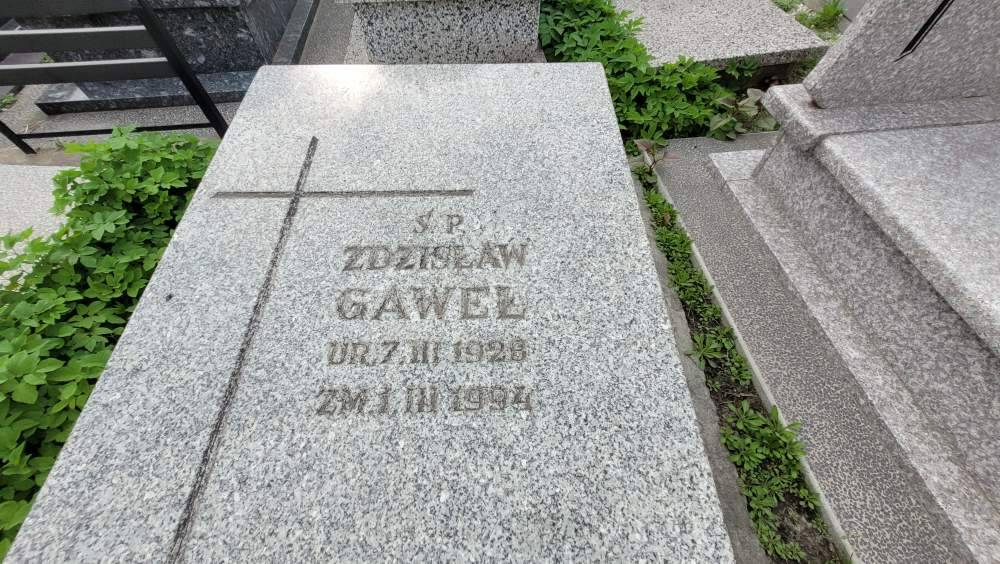 Ś. P.
ZDZISŁAW
GAWEŁ
UR. 7. III 1928
ZM. 1. III 1994